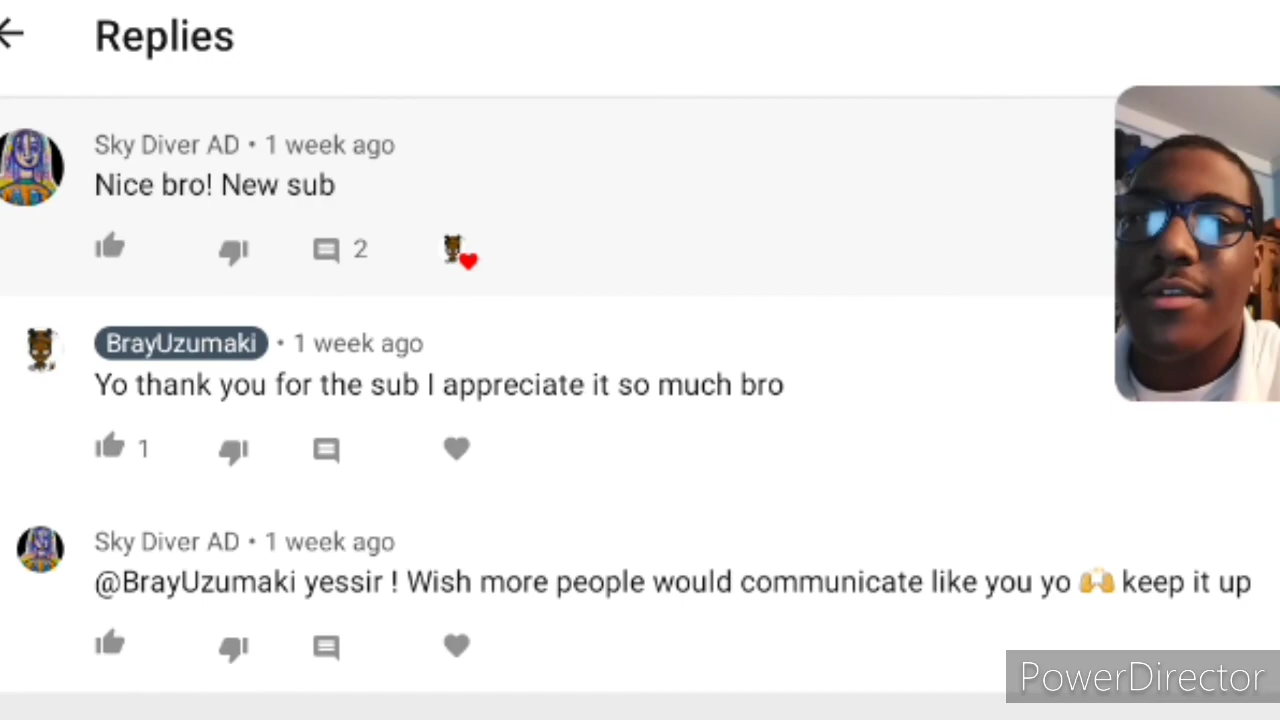 Replies
Sky Diver AD • 1 week ago
Nice bro! New sub
2
BrayUzumaki • 1 week ago
Yo thank you for the sub I appreciate it so much bro
1
Sky Diver AD • 1 week ago
@BrayUzumaki yessir ! Wish more people would communicate like you yo 🙌 keep it up
PowerDirector